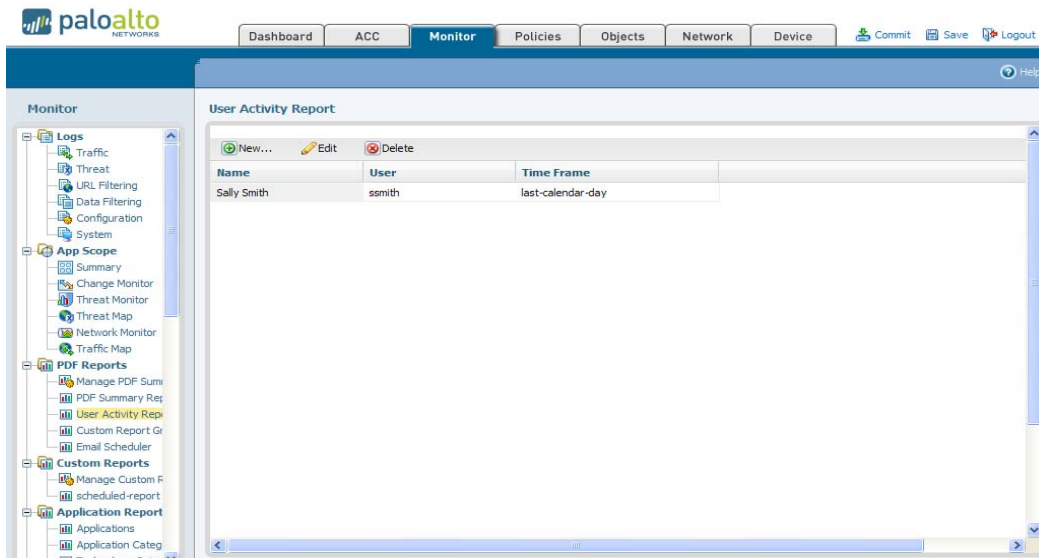 paloalto
NETWORKS
Dashboard ACC Monitor Policies Objects Network Device Commit Save Logout
Help
Monitor
User Activity Report
Logs
Traffic
Threat
URL Filtering
Data Filtering
Configuration
System
App Scope
Summary
Change Monitor
Threat Monitor
Threat Map
Network Monitor
Traffic Map
PDF Reports
Manage PDF Sum
PDF Summary Rep
User Activity Repo
Custom Report Gr
Email Scheduler
Custom Reports
Manage Custom R
scheduled-report
Application Report
Applications
Application Categ
New... Edit Delete
Name User Time Frame
Sally Smith ssmith last-calendar-day